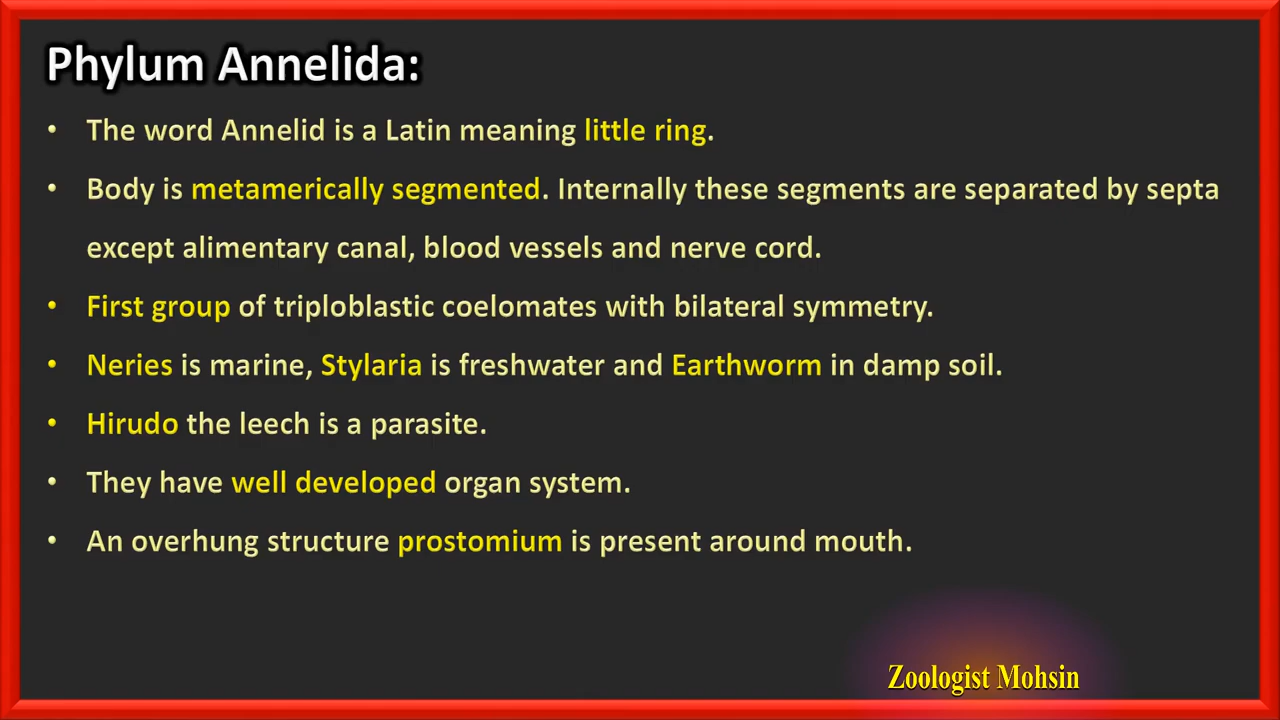 Phylum Annelida:
• The word Annelid is a Latin meaning little ring.
• Body is metamerically segmented. Internally these segments are separated by septa
except alimentary canal, blood vessels and nerve cord.
• First group of triploblastic coelomates with bilateral symmetry.
• Neries is marine, Stylaria is freshwater and Earthworm in damp soil.
• Hirudo the leech is a parasite.
• They have well developed organ system.
• An overhung structure prostomium is present around mouth.
Zoologist Mohsin